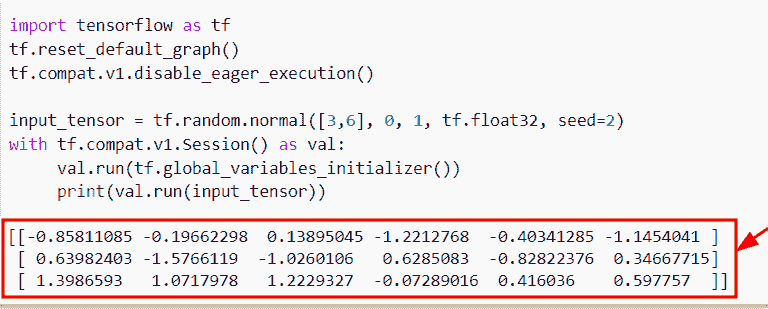 import tensorflow as tf
tf.reset_default_graph()
tf.compat.v1.disable_eager_execution()
input_tensor = tf.random.normal([3,6], 0, 1, tf.float32, seed=2)
with tf.compat.v1.Session() as val:
     val.run(tf.global_variables_initializer())
     print(val.run(input_tensor))
[[-0.85811085 -0.19662298  0.13895045 -1.2212768  -0.40341285 -1.1454041 ]
 [ 0.63982403 -1.5766119  -1.0260106   0.6285083  -0.82822376  0.34667715]
 [ 1.3986593   1.0717978   1.2229327  -0.07289016  0.416036    0.597757  ]]